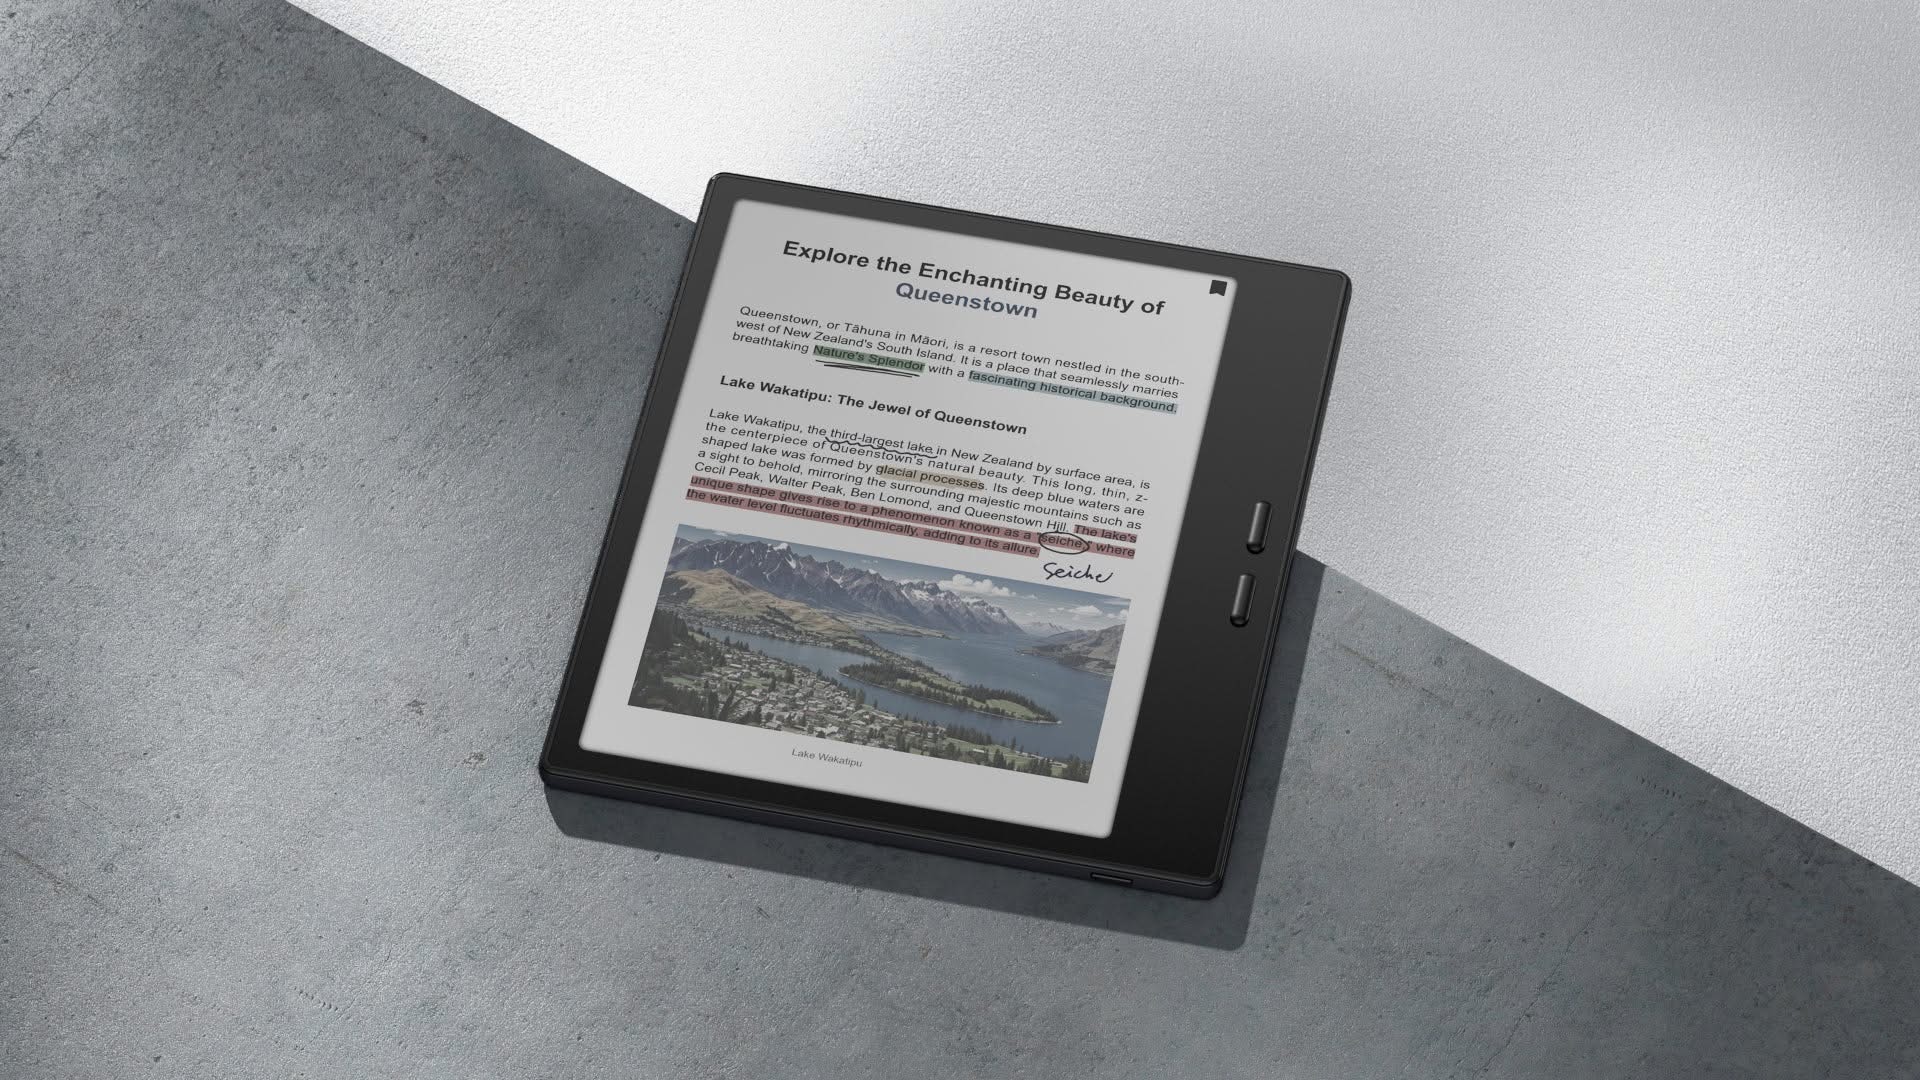 Explore the Enchanting Beauty of
Queenstown
Queenstown, or Tāhuna in Māori, is a resort town nestled in the south-
west of New Zealand's South Island. It is a place that seamlessly marries
breathtaking Nature's Splendor with a fascinating historical background.
Lake Wakatipu: The Jewel of Queenstown
Lake Wakatipu, the third-largest lake in New Zealand by surface area, is
the centerpiece of Queenstown's natural beauty. This long, thin, z-
shaped lake was formed by glacial processes. Its deep blue waters are
a sight to behold, mirroring the surrounding majestic mountains such as
Cecil Peak, Walter Peak, Ben Lomond, and Queenstown Hill. The lake's
unique shape gives rise to a phenomenon known as a "seiche," where
the water level fluctuates rhythmically, adding to its allure
Seiche
Lake Wakatipu